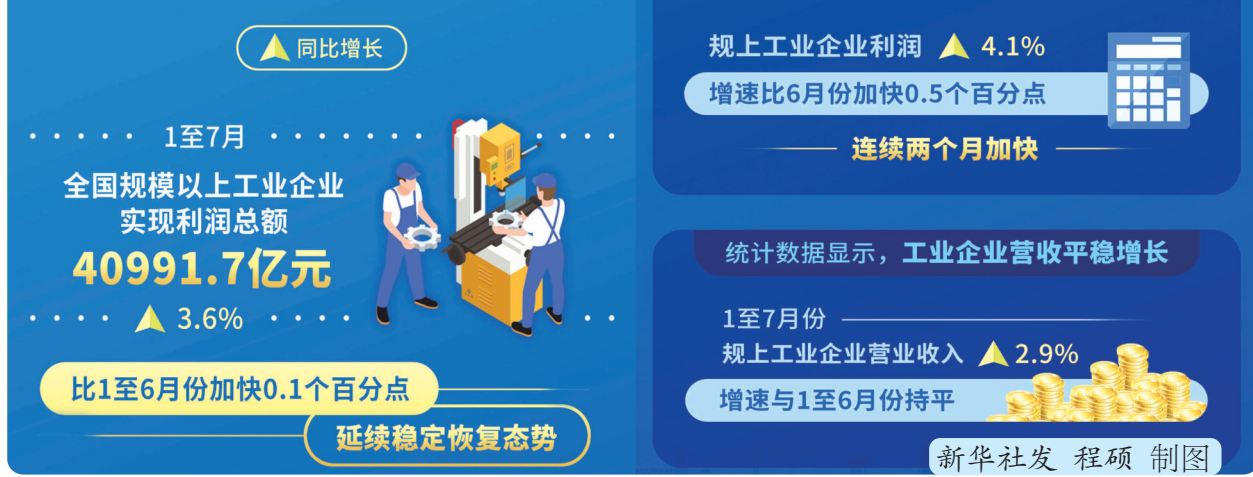 同比增长
1至7月
全国规模以上工业企业
实现利润总额
40991.7亿元
3.6%
比1至6月份加快0.1个百分点
延续稳定恢复态势
规上工业企业利润 4.1%
增速比6月份加快0.5个百分点
连续两个月加快
统计数据显示，工业企业营收平稳增长
1至7月份
规上工业企业营业收入 2.9%
增速与1至6月份持平
新华社发 程硕 制图